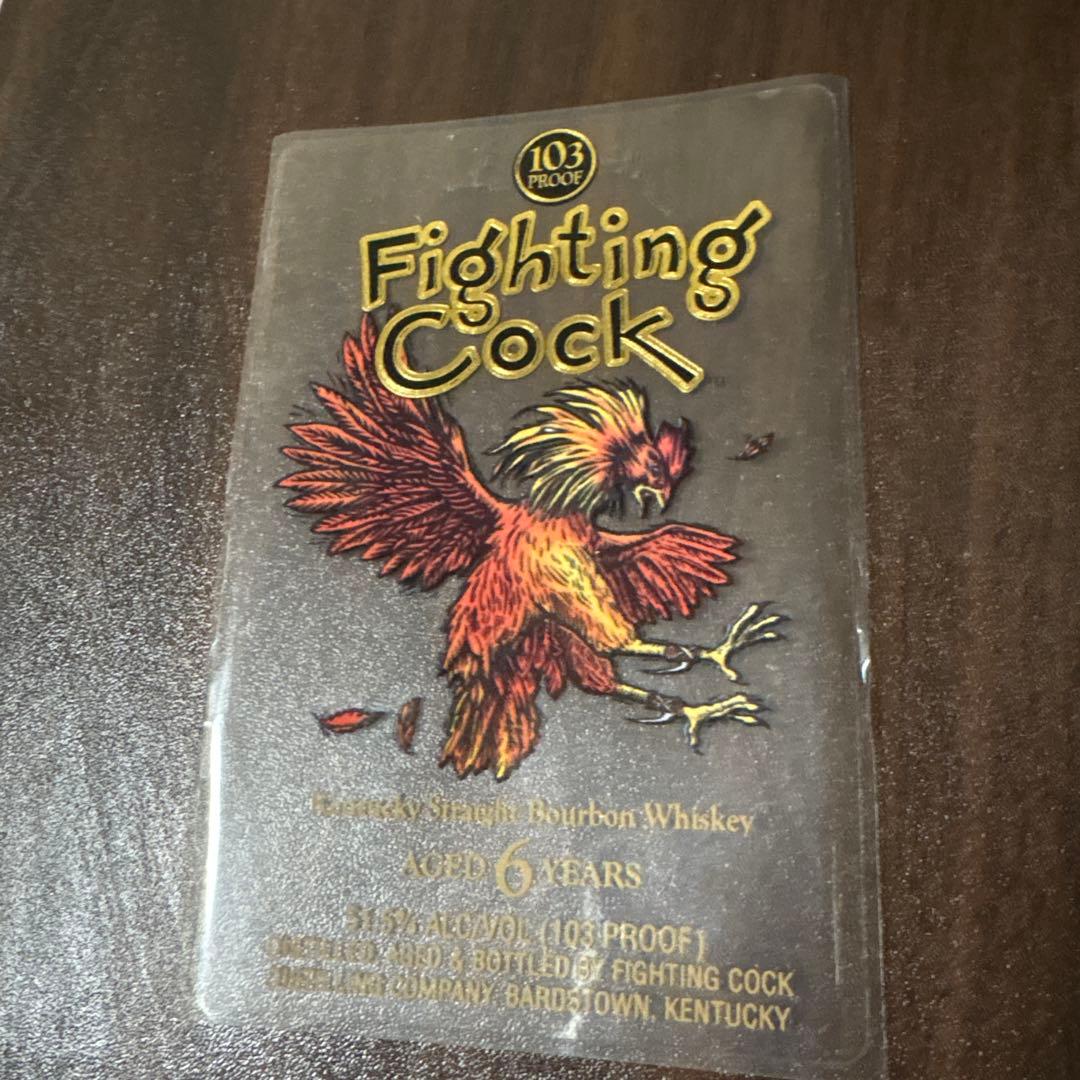 103
PROOF
Fighting
Cock
Kentucky Straight Bourbon Whiskey
AGED 6 YEARS
51.5% ALC/VOL (103 PROOF)
DISTILLED, AGED & BOTTLED BY FIGHTING COCK
DISTILLING COMPANY, BARDSTOWN, KENTUCKY